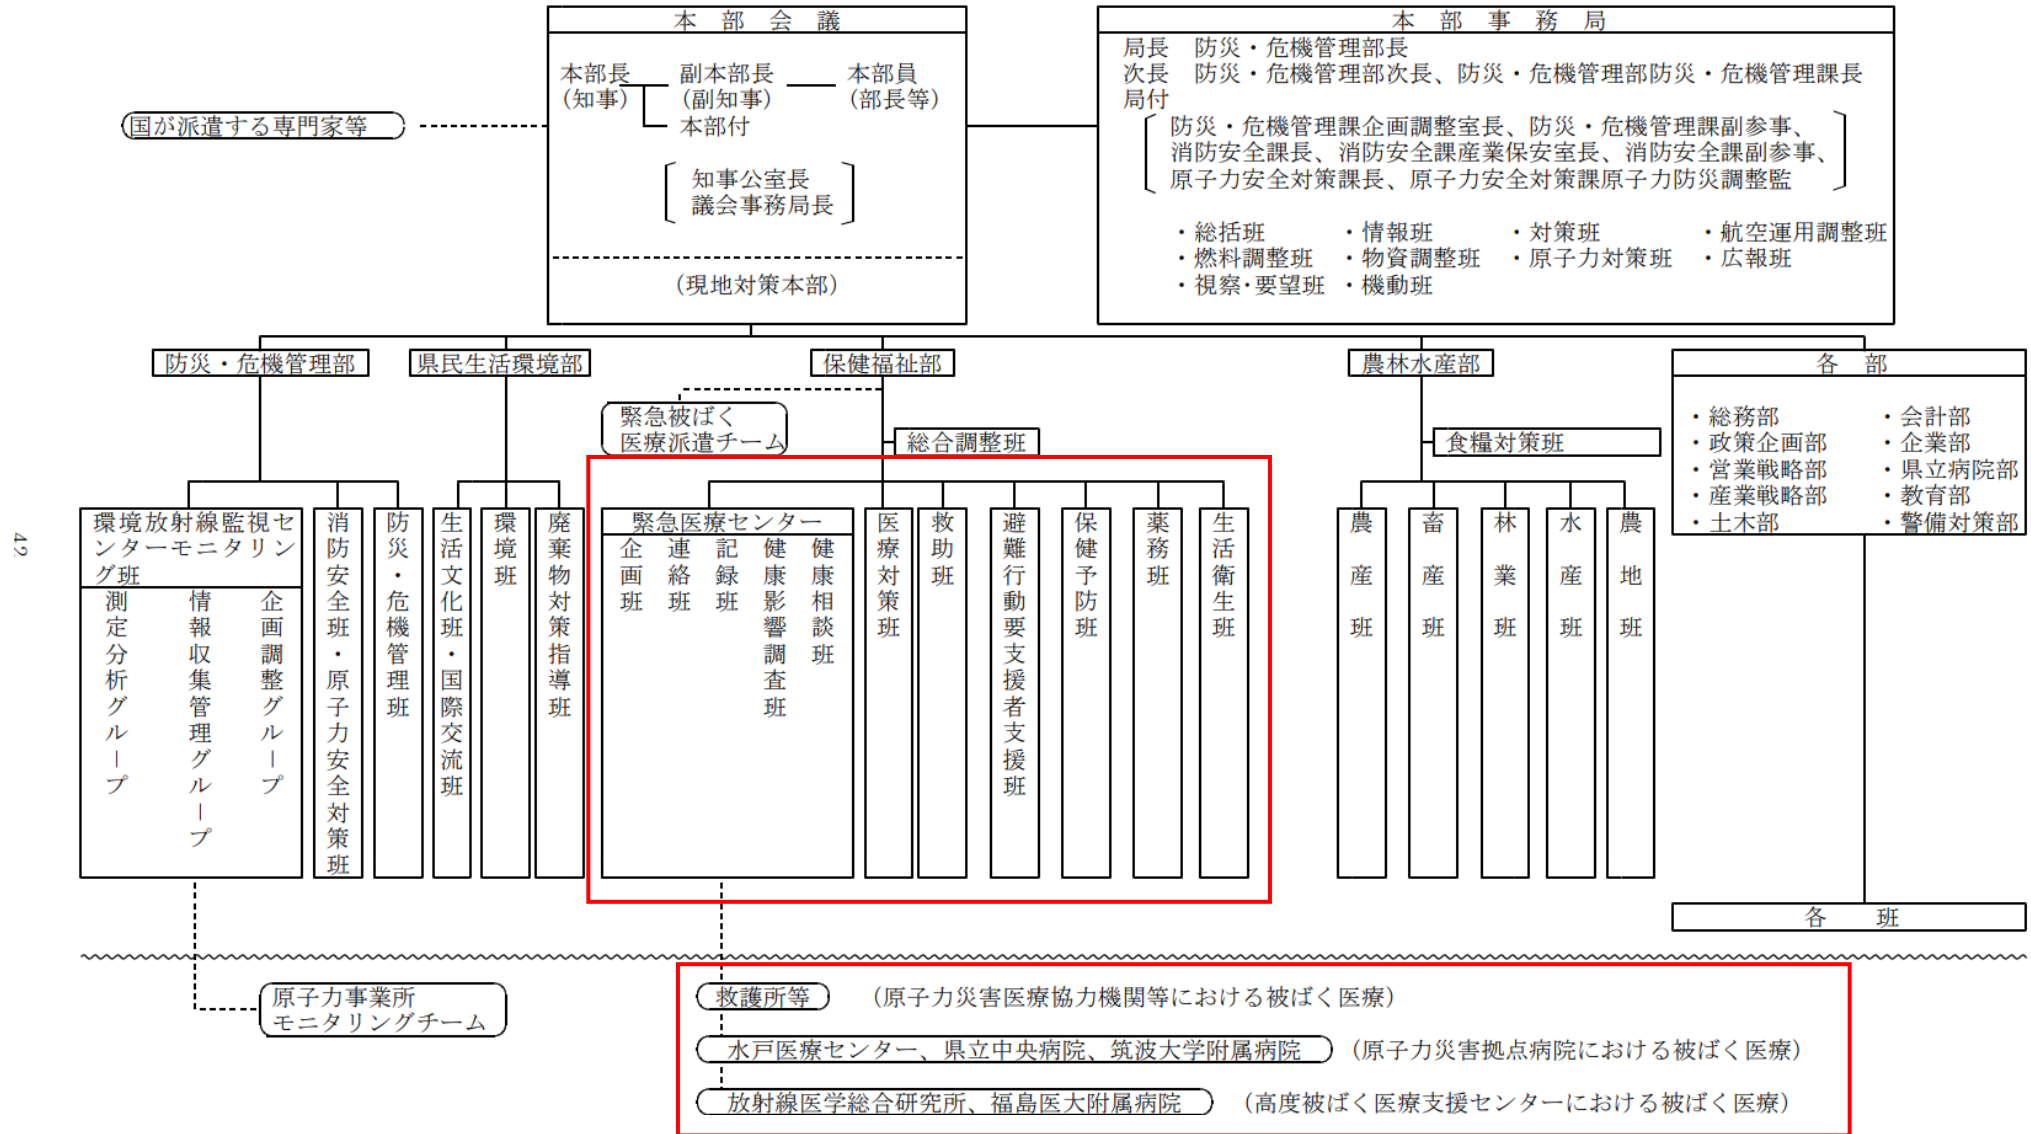 本部会議
本部長
(知事)
副本部長
(副知事)
本部付
本部員
(部長等)
知事公室長
議会事務局長
(現地対策本部)
国が派遣する専門家等
本部事務局
局長 防災・危機管理部長
次長 防災・危機管理部次長、防災・危機管理部防災・危機管理課長
局付
防災・危機管理課企画調整室長、防災・危機管理課副参事、
消防安全課長、消防安全課産業保安室長、消防安全課副参事、
原子力安全対策課長、原子力安全対策課原子力防災調整監
・総括班 ・情報班 ・対策班 ・航空運用調整班
・燃料調整班 ・物資調整班 ・原子力対策班 ・広報班
・視察・要望班 ・機動班
防災・危機管理部
県民生活環境部
保健福祉部
農林水産部
各部
・総務部 ・会計部
・政策企画部 ・企業部
・営業戦略部 ・県立病院部
・産業戦略部 ・教育部
・土木部 ・警備対策部
緊急被ばく
医療派遣チーム
総合調整班
食糧対策班
環境放射線監視セ
ンターモニタリン
グ班
測定分析グループ
情報収集管理グループ
企画調整グループ
消防安全班・原子力安全対策班
防災・危機管理班
生活文化班・国際交流班
環境班
廃棄物対策指導班
緊急医療センター
企画班
連絡班
記録班
健康影響調査班
健康相談班
医療対策班
救助班
避難行動要支援者支援班
保健予防班
薬務班
生活衛生班
農産班
畜産班
林業班
水産班
農地班
各班
42
原子力事業所
モニタリングチーム
救護所等 (原子力災害医療協力機関等における被ばく医療)
水戸医療センター、県立中央病院、筑波大学附属病院 (原子力災害拠点病院における被ばく医療)
放射線医学総合研究所、福島医大附属病院 (高度被ばく医療支援センターにおける被ばく医療)